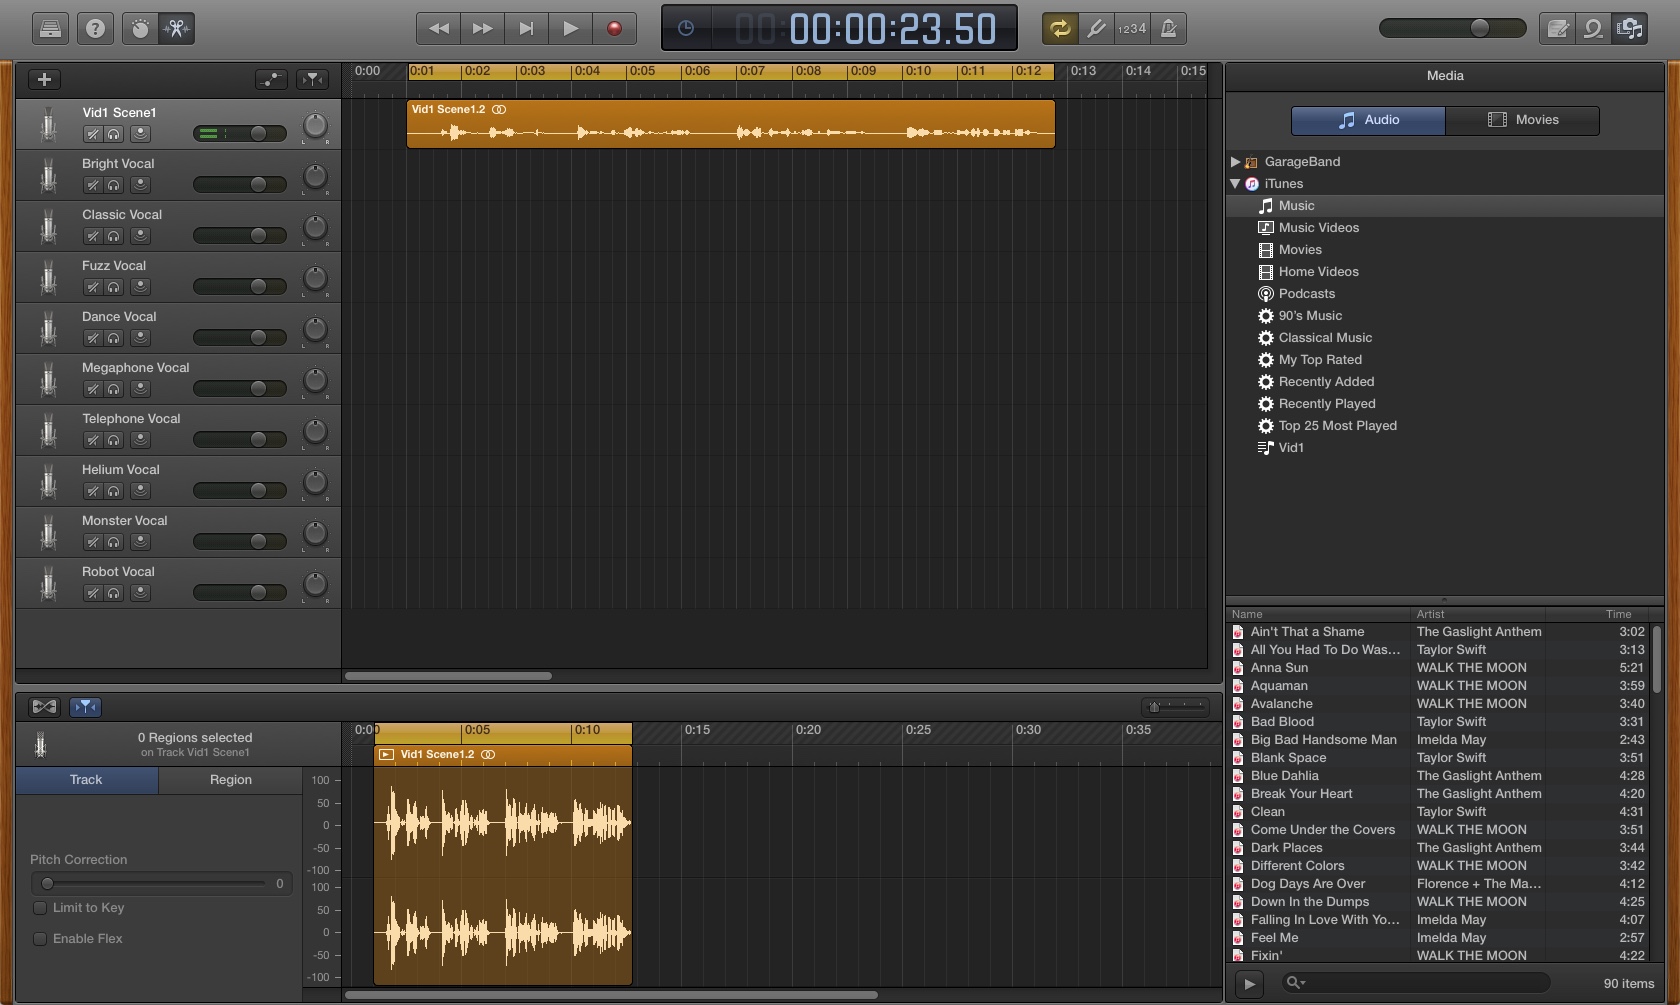 00:00:23.50
1234
0:00 0:01 0:02 0:03 0:04 0:05 0:06 0:07 0:08 0:09 0:10 0:11 0:12 0:13 0:14 0:15
Vid1 Scene1
Vid1 Scene1.2
L R
Bright Vocal
L R
Classic Vocal
L R
Fuzz Vocal
L R
Dance Vocal
L R
Megaphone Vocal
L R
Telephone Vocal
L R
Helium Vocal
L R
Monster Vocal
L R
Robot Vocal
L R
0 Regions selected
on Track Vid1 Scene1
Track Region
Pitch Correction
0
Limit to Key
Enable Flex
0:00 0:05 0:10 0:15 0:20 0:25 0:30 0:35
Vid1 Scene1.2
100
50
0
-50
-100
100
50
0
-50
-100
Media
Audio Movies
GarageBand
iTunes
Music
Music Videos
Movies
Home Videos
Podcasts
90's Music
Classical Music
My Top Rated
Recently Added
Recently Played
Top 25 Most Played
Vid1
Name Artist Time
Ain't That a Shame The Gaslight Anthem 3:02
All You Had To Do Was... Taylor Swift 3:13
Anna Sun WALK THE MOON 5:21
Aquaman WALK THE MOON 3:59
Avalanche WALK THE MOON 3:40
Bad Blood Taylor Swift 3:31
Big Bad Handsome Man Imelda May 2:43
Blank Space Taylor Swift 3:51
Blue Dahlia The Gaslight Anthem 4:28
Break Your Heart The Gaslight Anthem 4:20
Clean Taylor Swift 4:31
Come Under the Covers WALK THE MOON 3:51
Dark Places The Gaslight Anthem 3:44
Different Colors WALK THE MOON 3:42
Dog Days Are Over Florence + The Ma... 4:12
Down In the Dumps WALK THE MOON 4:25
Falling In Love With Yo... Imelda May 4:07
Feel Me Imelda May 2:57
Fixin' WALK THE MOON 4:22
90 items